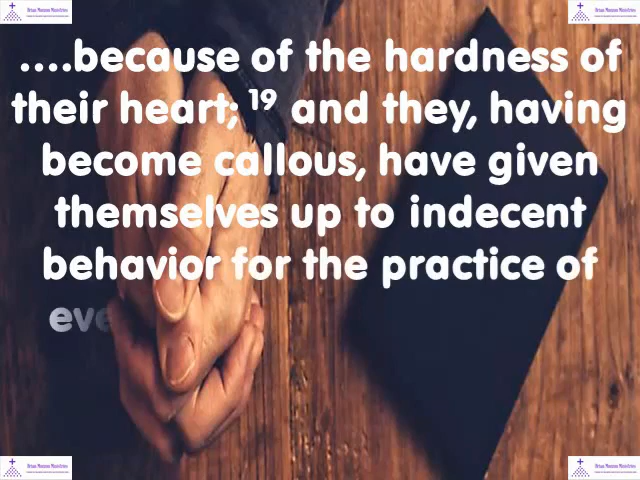 ....because of the hardness of
their heart; 19 and they, having
become callous, have given
themselves up to indecent
behavior for the practice of
eve